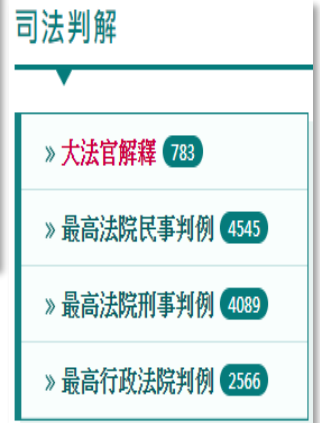 司法判解
» 大法官解釋 783
» 最高法院民事判例 4545
» 最高法院刑事判例 4089
» 最高行政法院判例 2566